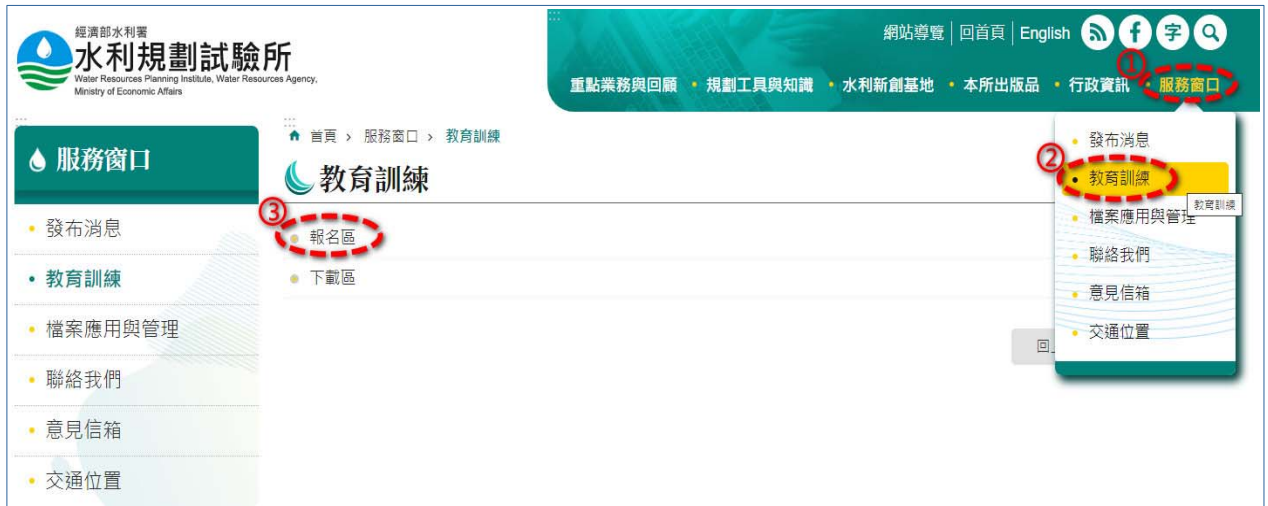 經濟部水利署
水利規劃試驗所
Water Resources Planning Institute, Water Resources Agency,
Ministry of Economic Affairs
網站導覽 | 回首頁 | English 字
重點業務與回顧 • 規劃工具與知識 • 水利新創基地 • 本所出版品 • 行政資訊 • 服務窗口
①
服務窗口
• 發布消息
• 教育訓練
• 檔案應用與管理
• 聯絡我們
• 意見信箱
• 交通位置
首頁 › 服務窗口 › 教育訓練
教育訓練
③
報名區
下載區
回
• 發布消息
②
• 教育訓練
教育訓練
• 檔案應用與管理
• 聯絡我們
• 意見信箱
• 交通位置